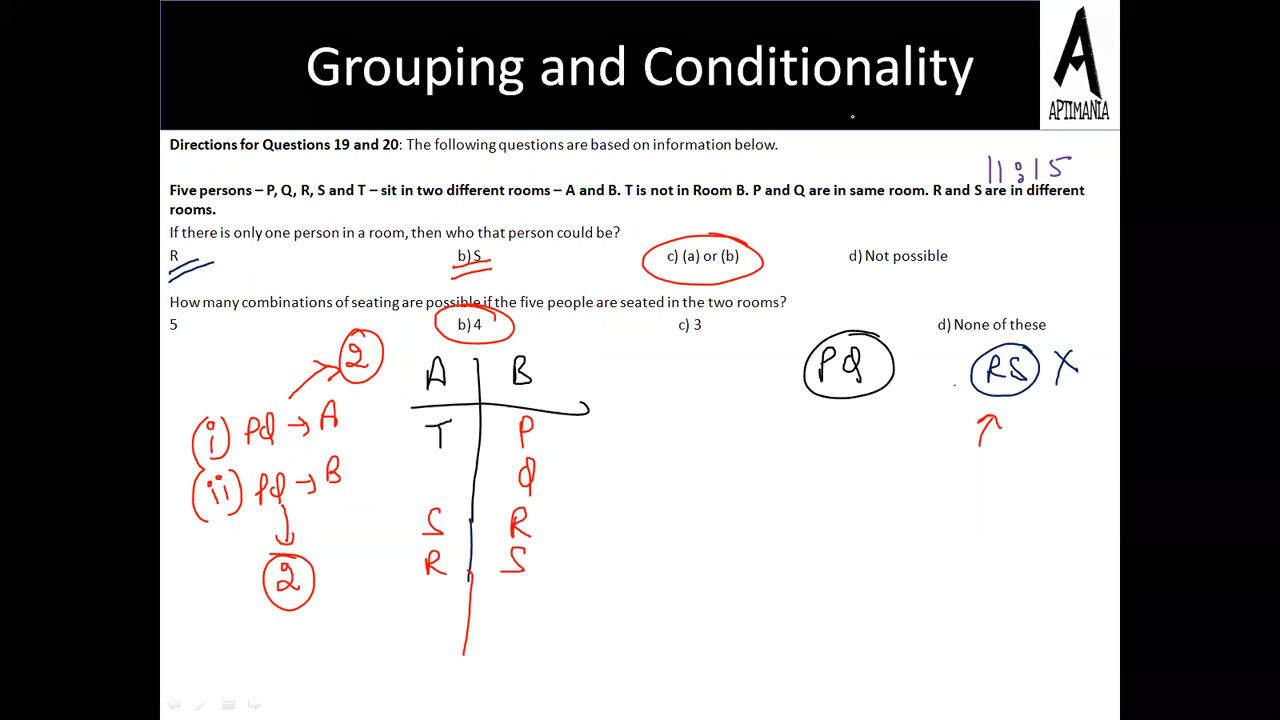 Grouping and Conditionality
A
APTIMANIA
Directions for Questions 19 and 20: The following questions are based on information below.
11:15
Five persons – P, Q, R, S and T – sit in two different rooms – A and B. T is not in Room B. P and Q are in same room. R and S are in different
rooms.
If there is only one person in a room, then who that person could be?
R b) S c) (a) or (b) d) Not possible
How many combinations of seating are possible if the five people are seated in the two rooms?
5 b) 4 c) 3 d) None of these
2
A B
PQ RS X
(i) PQ → A
T P
(ii) PQ → B
Q
S R
R S
2